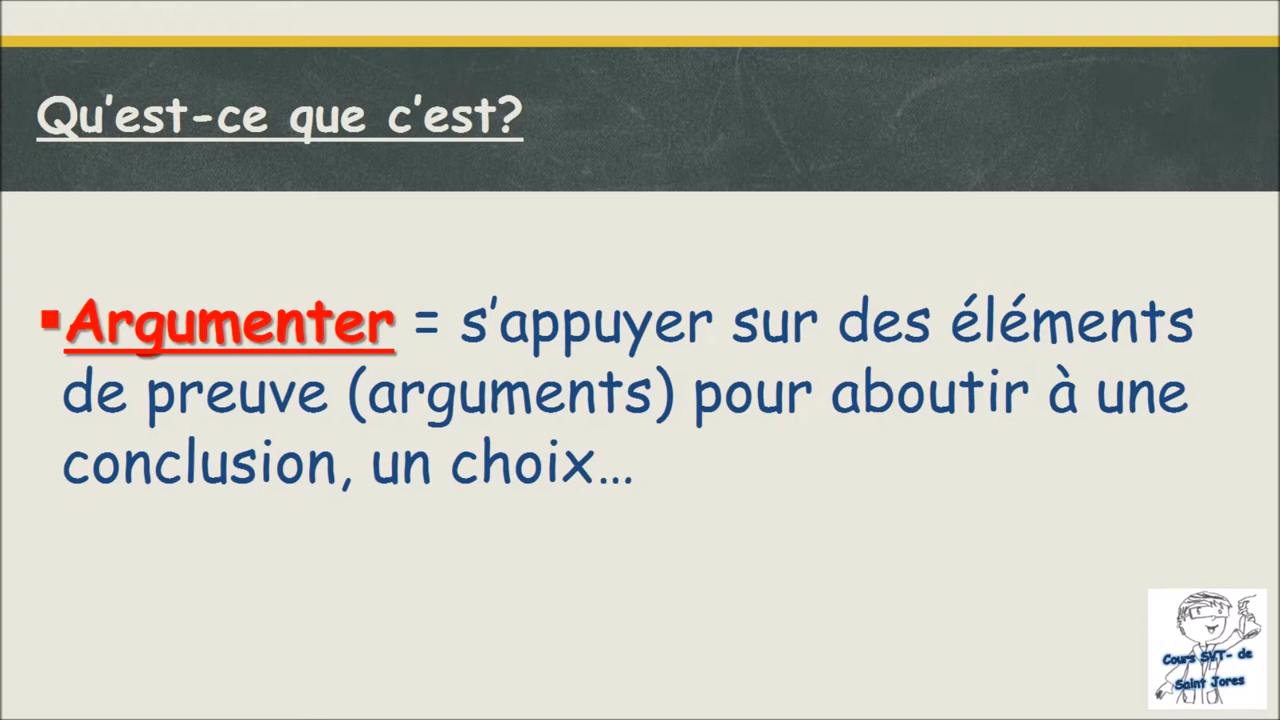 Qu’est-ce que c’est?
▪Argumenter = s’appuyer sur des éléments
de preuve (arguments) pour aboutir à une
conclusion, un choix…
Cours SVT- de
Saint Jores